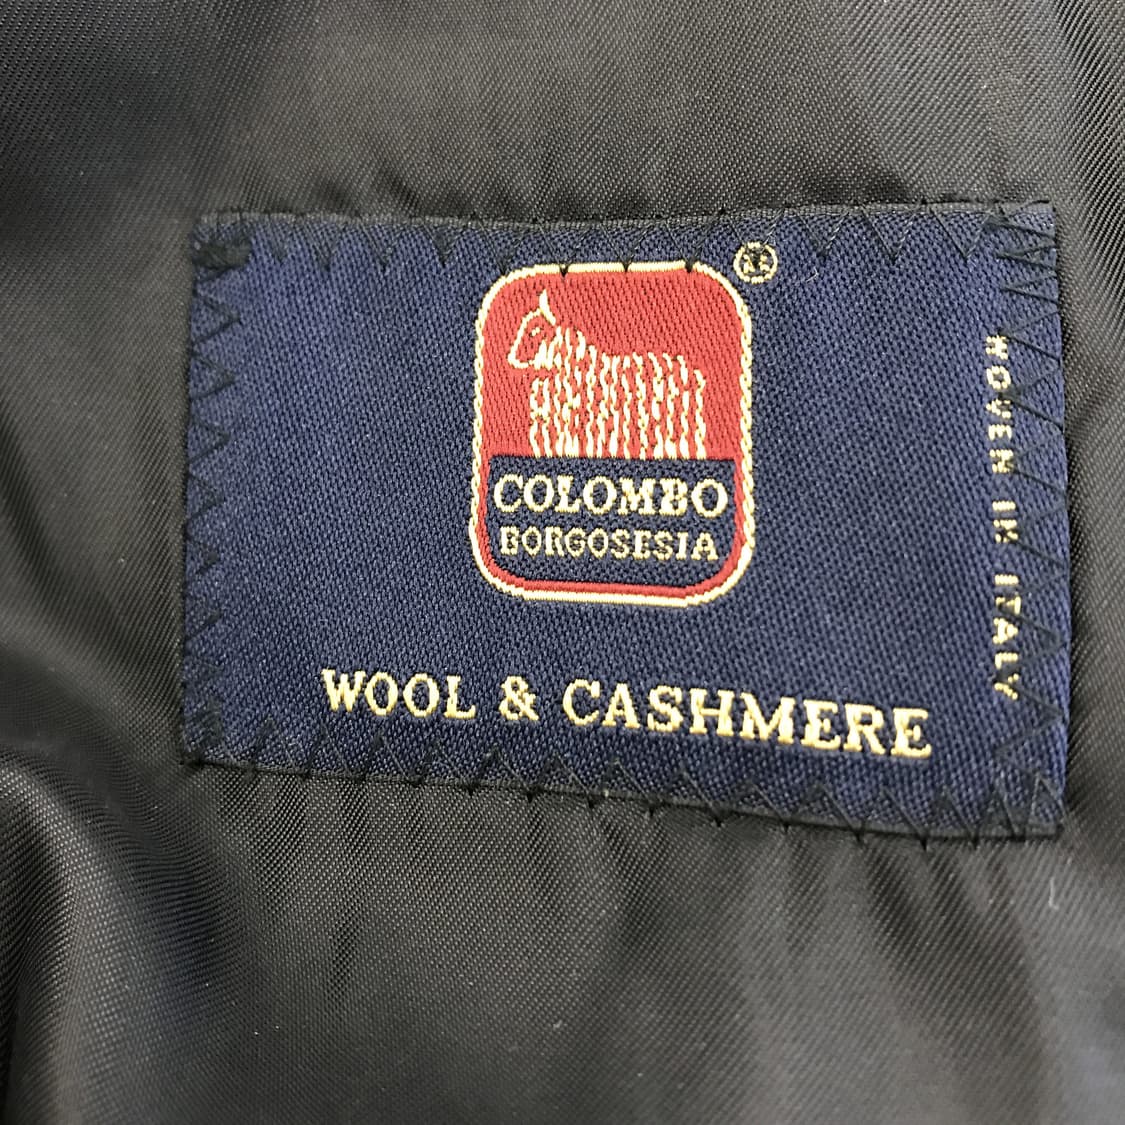 ®
COLOMBO
BORGOSESIA
WOOL & CASHMERE
WOVEN IN ITALY